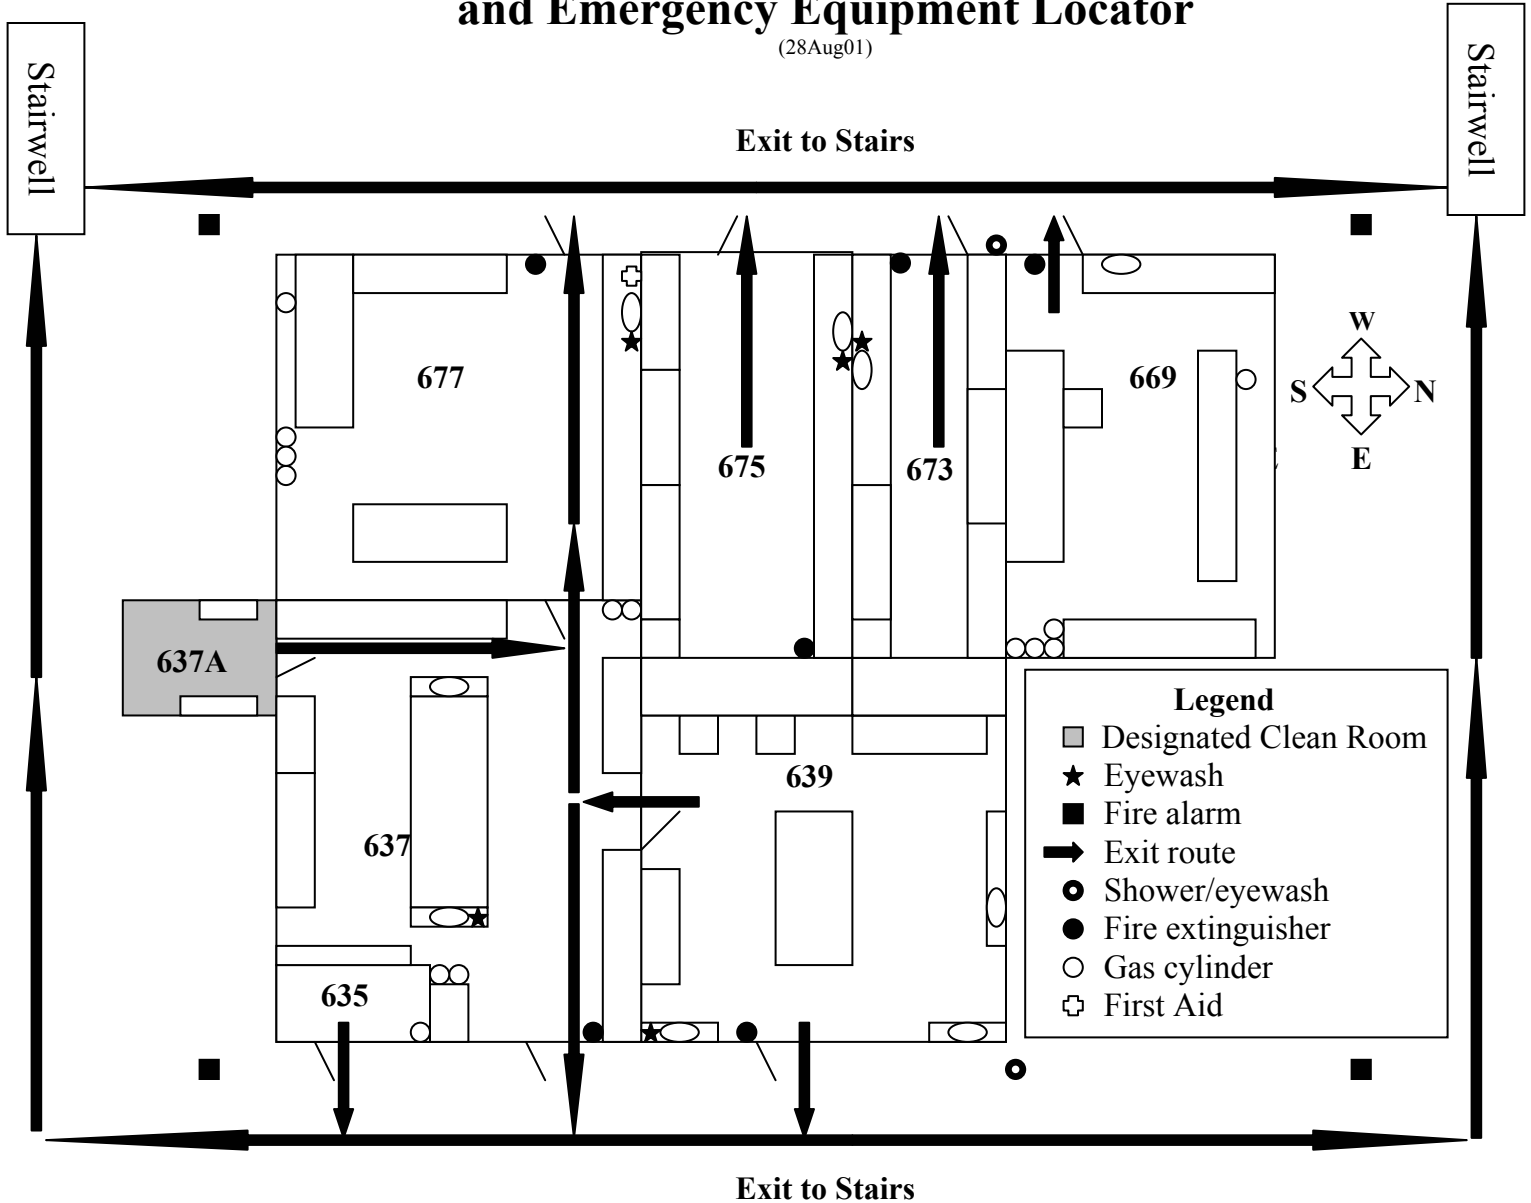 and Emergency Equipment Locator
(28Aug01)
Stairwell
Stairwell
Exit to Stairs
677
675
673
669
W
S
N
E
637A
639
637
635
Legend
Designated Clean Room
Eyewash
Fire alarm
Exit route
Shower/eyewash
Fire extinguisher
Gas cylinder
First Aid
Exit to Stairs